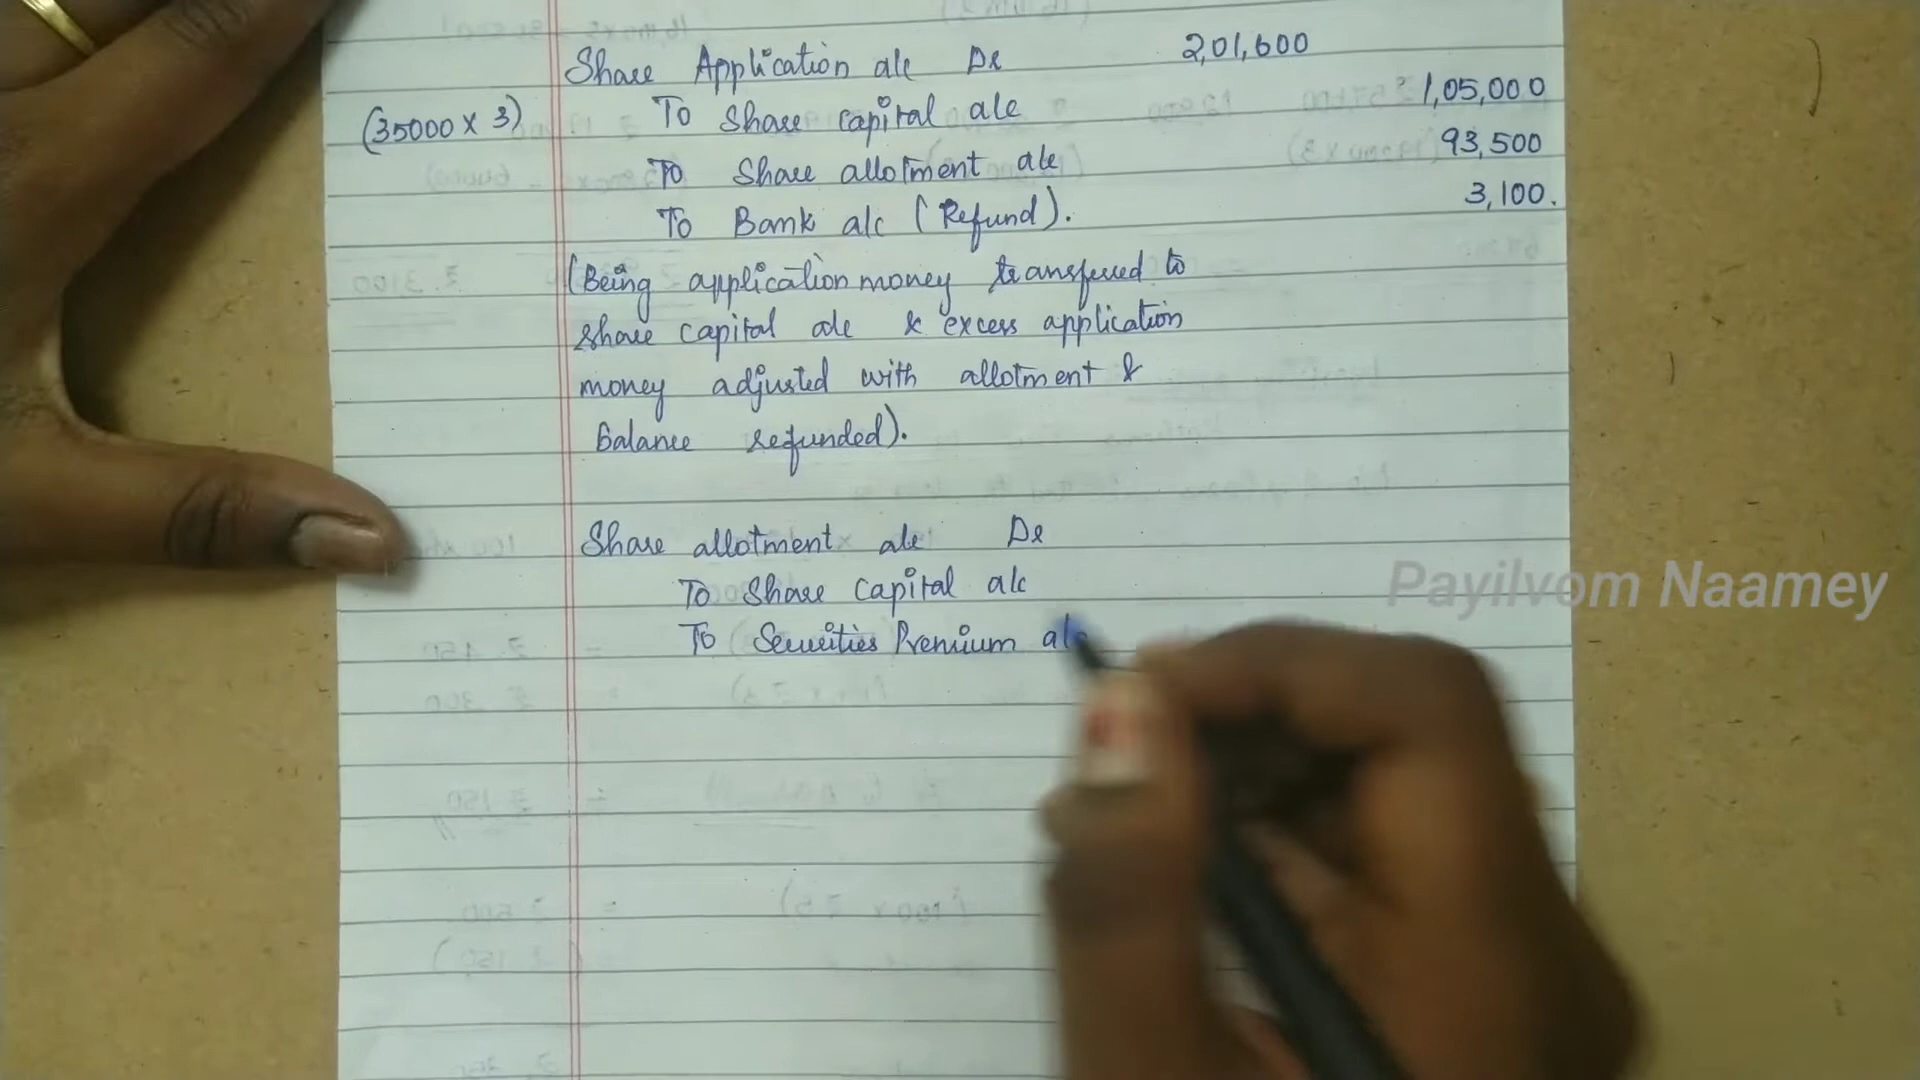 Share Application a/c Dr 201,600
(35000 x 3) To Share capital a/c 1,05,000
To Share allotment a/c 93,500
To Bank a/c (Refund). 3,100.
(Being application money transferred to
share capital a/c & excess application
money adjusted with allotment &
balance refunded).
Share allotment a/c Dr
To Share capital a/c
To Securities Premium a/c
Payilvom Naamey